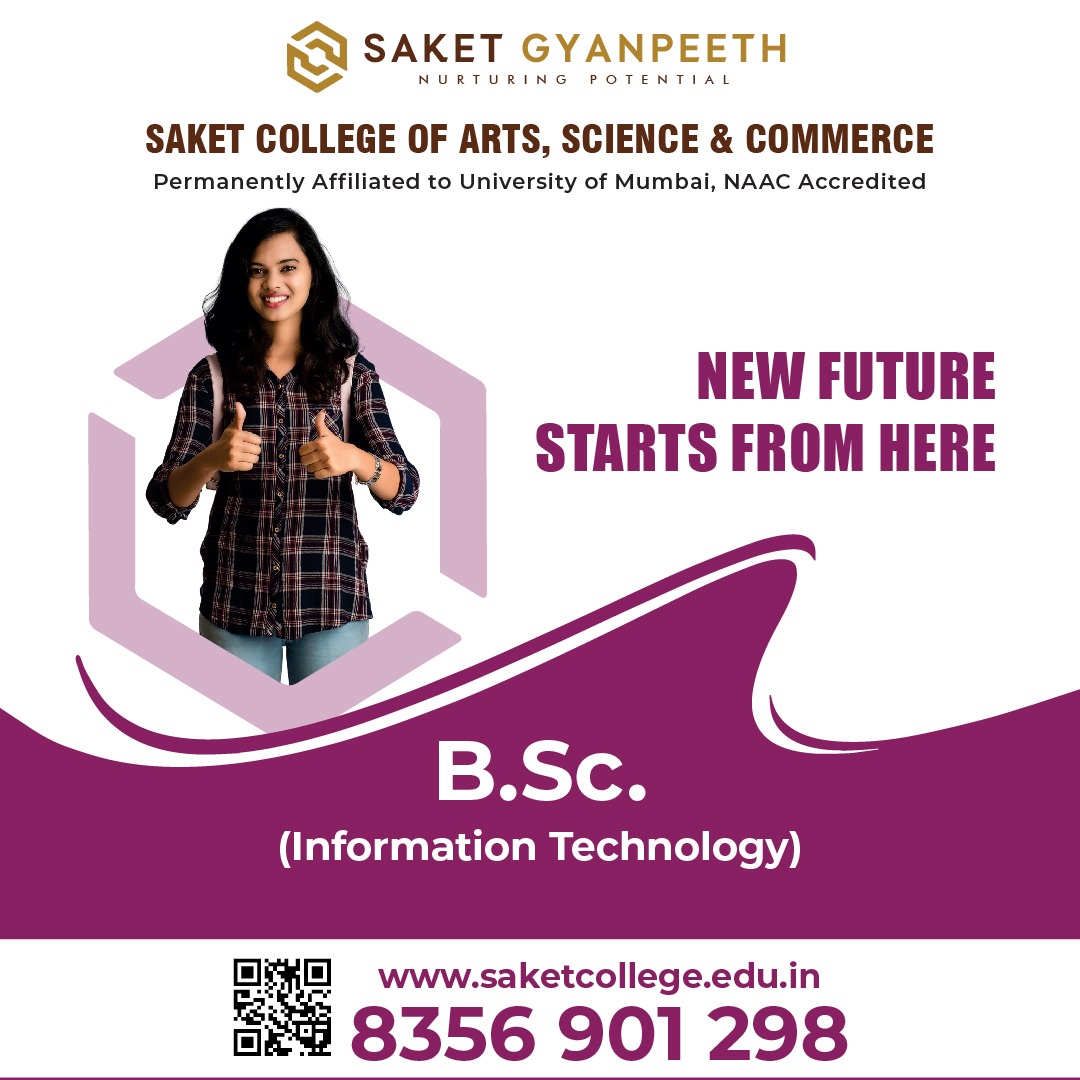 SAKET GYANPEETH
NURTURING POTENTIAL
SAKET COLLEGE OF ARTS, SCIENCE & COMMERCE
Permanently Affiliated to University of Mumbai, NAAC Accredited
NEW FUTURE
STARTS FROM HERE
B.Sc.
(Information Technology)
www.saketcollege.edu.in
8356 901 298